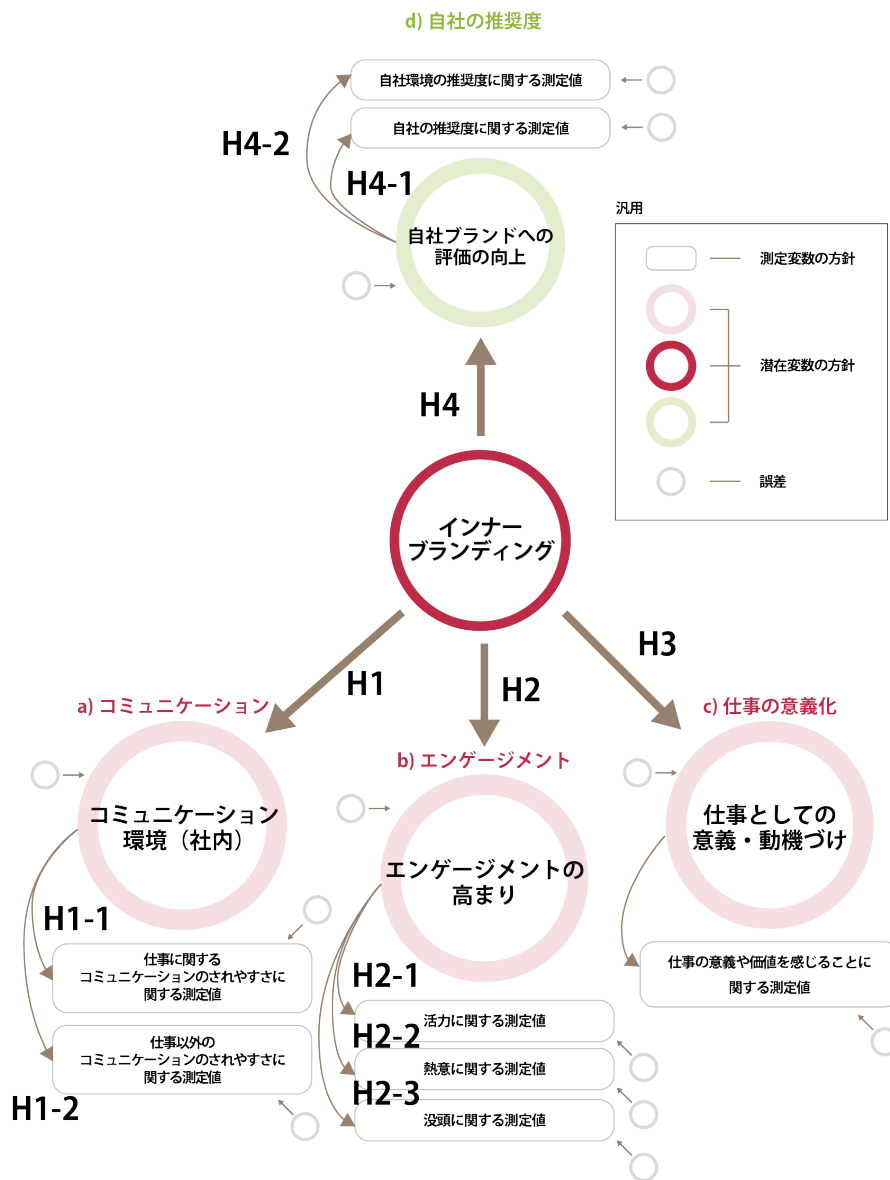 d) 自社の推奨度
自社環境の推奨度に関する測定値
自社の推奨度に関する測定値
H4-2
H4-1
自社ブランドへの
評価の向上
汎用
測定変数の方針
潜在変数の方針
誤差
H4
インナー
ブランディング
H1
H2
H3
a) コミュニケーション
コミュニケーション
環境（社内）
H1-1
仕事に関する
コミュニケーションのされやすさに
関する測定値
仕事以外の
コミュニケーションのされやすさに
関する測定値
H1-2
b) エンゲージメント
エンゲージメントの
高まり
H2-1
活力に関する測定値
H2-2
熱意に関する測定値
H2-3
没頭に関する測定値
c) 仕事の意義化
仕事としての
意義・動機づけ
仕事の意義や価値を感じることに
関する測定値